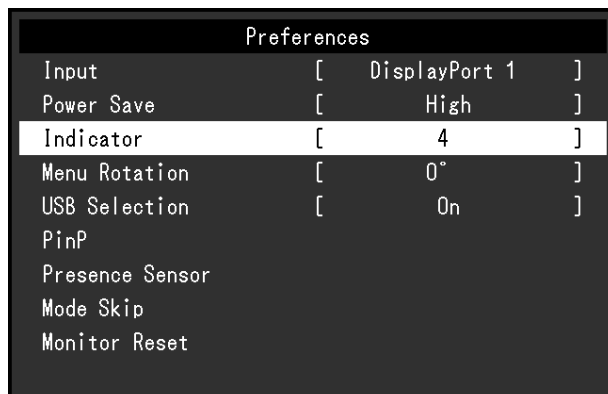 Preferences
Input [ DisplayPort 1 ]
Power Save [ High ]
Indicator [ 4 ]
Menu Rotation [ 0° ]
USB Selection [ On ]
PinP
Presence Sensor
Mode Skip
Monitor Reset